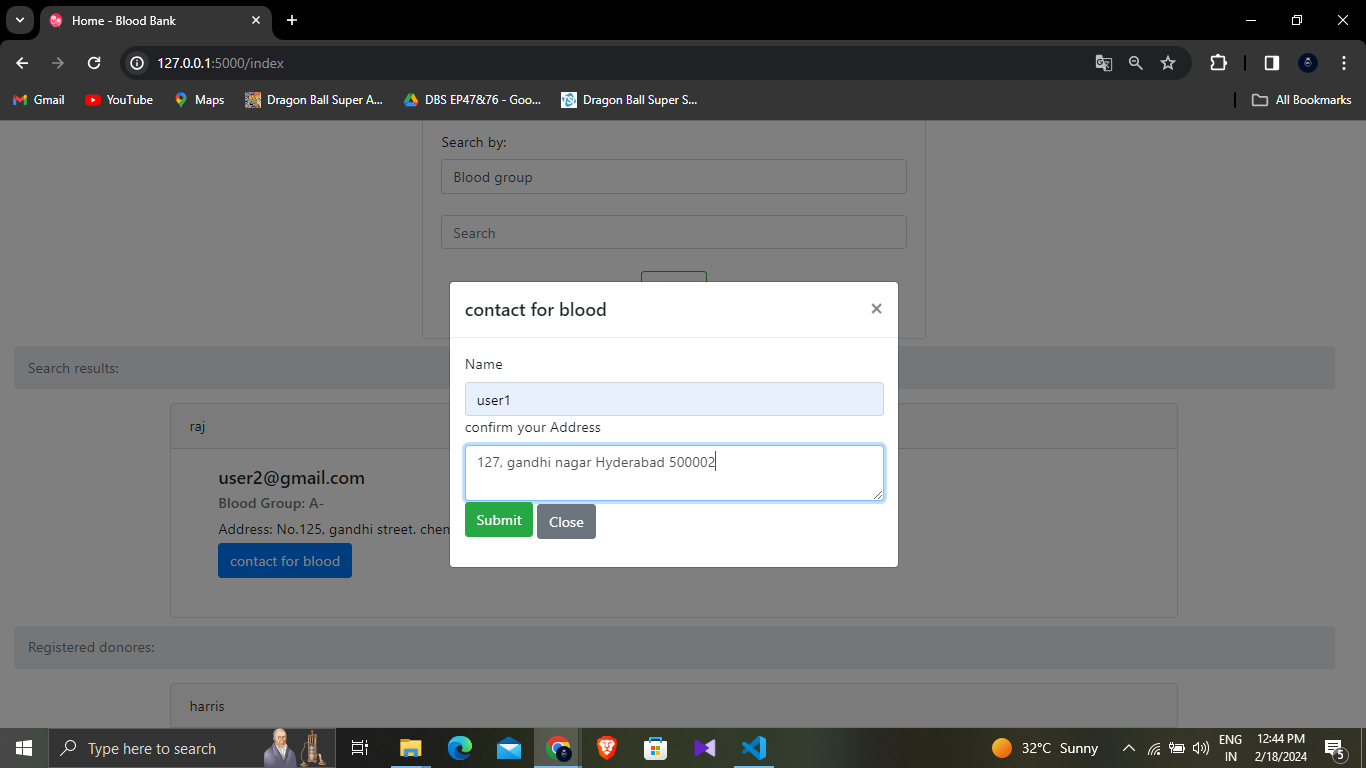 Home - Blood Bank
127.0.0.1:5000/index
Gmail
YouTube
Maps
Dragon Ball Super A...
DBS EP47&76 - Goo...
Dragon Ball Super S...
All Bookmarks
Search by:
Blood group
Search
contact for blood
Name
user1
confirm your Address
127, gandhi nagar Hyderabad 500002
Submit
Close
Search results:
raj
user2@gmail.com
Blood Group: A-
Address: No.125, gandhi street. chen
contact for blood
Registered donores:
harris
Type here to search
32°C Sunny
ENG
IN
12:44 PM
2/18/2024
5